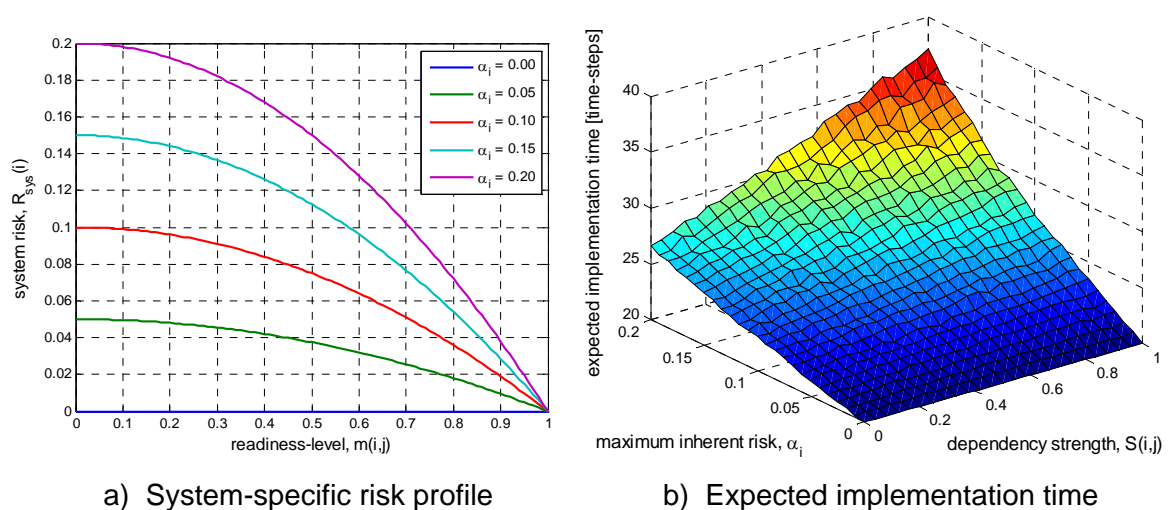 0.2
0.18
0.16
0.14
0.12
0.1
0.08
0.06
0.04
0.02
0
system risk, R_sys(i)
0 0.1 0.2 0.3 0.4 0.5 0.6 0.7 0.8 0.9 1
readiness-level, m(i,j)
α_i = 0.00
α_i = 0.05
α_i = 0.10
α_i = 0.15
α_i = 0.20
a) System-specific risk profile
40
35
30
25
20
expected implementation time [time-steps]
0.2 0.15 0.1 0.05 0
maximum inherent risk, α_i
0 0.2 0.4 0.6 0.8 1
dependency strength, S(i,j)
b) Expected implementation time